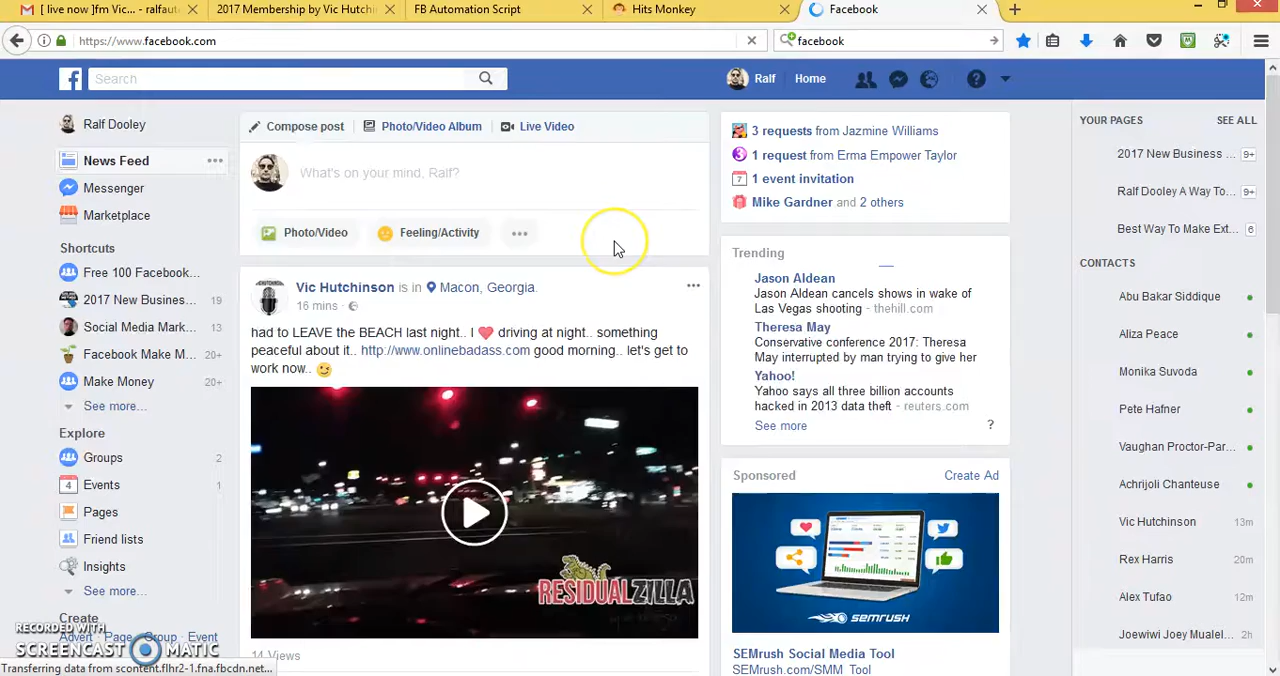 [ live now ]fm Vic... - ralfaut
2017 Membership by Vic Hutchin
FB Automation Script
Hits Monkey
Facebook
https://www.facebook.com
facebook
Search
Ralf
Home
Ralf Dooley
News Feed
Messenger
Marketplace
Shortcuts
Free 100 Facebook...
2017 New Busines... 19
Social Media Mark... 13
Facebook Make M... 20+
Make Money 20+
See more...
Explore
Groups 2
Events 1
Pages
Friend lists
Insights
See more...
Create
Advert Page Group Event
RECORDED WITH
SCREENCAST MATIC
Transferring data from scontent.flhr2-1.fna.fbcdn.net...
Compose post
Photo/Video Album
Live Video
What's on your mind, Ralf?
Photo/Video
Feeling/Activity
Vic Hutchinson is in Macon, Georgia.
16 mins
had to LEAVE the BEACH last night.. I driving at night.. something
peaceful about it.. http://www.onlinebadass.com good morning.. let's get to
work now..
RESIDUALZILLA
14 Views
3 requests from Jazmine Williams
1 request from Erma Empower Taylor
1 event invitation
Mike Gardner and 2 others
Trending
Jason Aldean
Jason Aldean cancels shows in wake of
Las Vegas shooting - thehill.com
Theresa May
Conservative conference 2017: Theresa
May interrupted by man trying to give her
Yahoo!
Yahoo says all three billion accounts
hacked in 2013 data theft - reuters.com
See more
?
Sponsored
Create Ad
SEMRUSH
SEMrush Social Media Tool
SEMrush.com/SMM_Tool
YOUR PAGES
SEE ALL
2017 New Business ... 9+
Ralf Dooley A Way To... 9+
Best Way To Make Ext... 6
CONTACTS
Abu Bakar Siddique
Aliza Peace
Monika Suvoda
Pete Hafner
Vaughan Proctor-Par...
Achrijoli Chanteuse
Vic Hutchinson 13m
Rex Harris 20m
Alex Tufao 12m
Joewiwi Joey Mualel... 2h